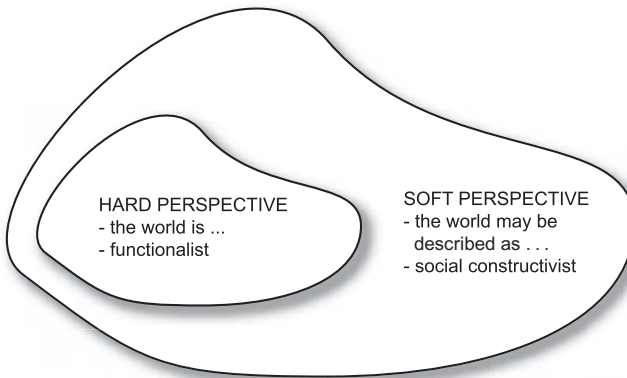 HARD PERSPECTIVE
- the world is ...
- functionalist
SOFT PERSPECTIVE
- the world may be
described as . . .
- social constructivist